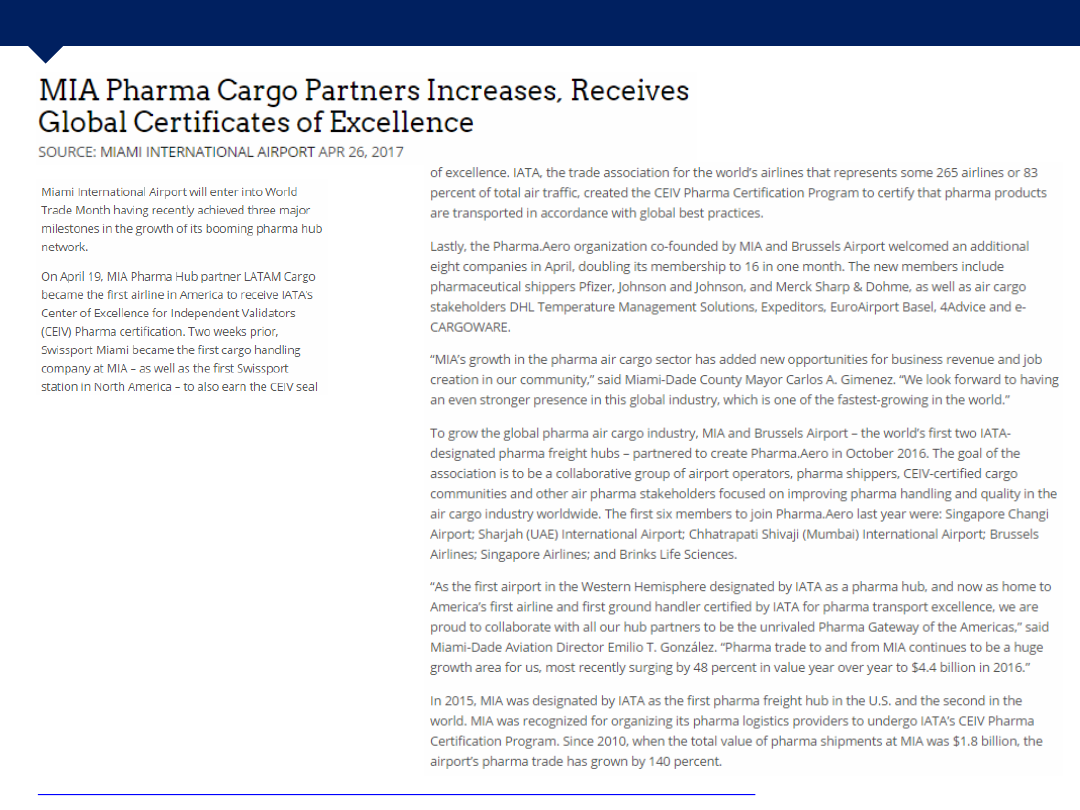 MIA Pharma Cargo Partners Increases, Receives
Global Certificates of Excellence
SOURCE: MIAMI INTERNATIONAL AIRPORT APR 26, 2017
Miami International Airport will enter into World
Trade Month having recently achieved three major
milestones in the growth of its booming pharma hub
network.
On April 19, MIA Pharma Hub partner LATAM Cargo
became the first airline in America to receive IATA's
Center of Excellence for Independent Validators
(CEIV) Pharma certification. Two weeks prior,
Swissport Miami became the first cargo handling
company at MIA – as well as the first Swissport
station in North America – to also earn the CEIV seal
of excellence. IATA, the trade association for the world's airlines that represents some 265 airlines or 83
percent of total air traffic, created the CEIV Pharma Certification Program to certify that pharma products
are transported in accordance with global best practices.
Lastly, the Pharma.Aero organization co-founded by MIA and Brussels Airport welcomed an additional
eight companies in April, doubling its membership to 16 in one month. The new members include
pharmaceutical shippers Pfizer, Johnson and Johnson, and Merck Sharp & Dohme, as well as air cargo
stakeholders DHL Temperature Management Solutions, Expeditors, EuroAirport Basel, 4Advice and e-
CARGOWARE.
“MIA's growth in the pharma air cargo sector has added new opportunities for business revenue and job
creation in our community,” said Miami-Dade County Mayor Carlos A. Gimenez. “We look forward to having
an even stronger presence in this global industry, which is one of the fastest-growing in the world.”
To grow the global pharma air cargo industry, MIA and Brussels Airport – the world's first two IATA-
designated pharma freight hubs – partnered to create Pharma.Aero in October 2016. The goal of the
association is to be a collaborative group of airport operators, pharma shippers, CEIV-certified cargo
communities and other air pharma stakeholders focused on improving pharma handling and quality in the
air cargo industry worldwide. The first six members to join Pharma.Aero last year were: Singapore Changi
Airport; Sharjah (UAE) International Airport; Chhatrapati Shivaji (Mumbai) International Airport; Brussels
Airlines; Singapore Airlines; and Brinks Life Sciences.
“As the first airport in the Western Hemisphere designated by IATA as a pharma hub, and now as home to
America's first airline and first ground handler certified by IATA for pharma transport excellence, we are
proud to collaborate with all our hub partners to be the unrivaled Pharma Gateway of the Americas,” said
Miami-Dade Aviation Director Emilio T. González. “Pharma trade to and from MIA continues to be a huge
growth area for us, most recently surging by 48 percent in value year over year to $4.4 billion in 2016.”
In 2015, MIA was designated by IATA as the first pharma freight hub in the U.S. and the second in the
world. MIA was recognized for organizing its pharma logistics providers to undergo IATA's CEIV Pharma
Certification Program. Since 2010, when the total value of pharma shipments at MIA was $1.8 billion, the
airport's pharma trade has grown by 140 percent.